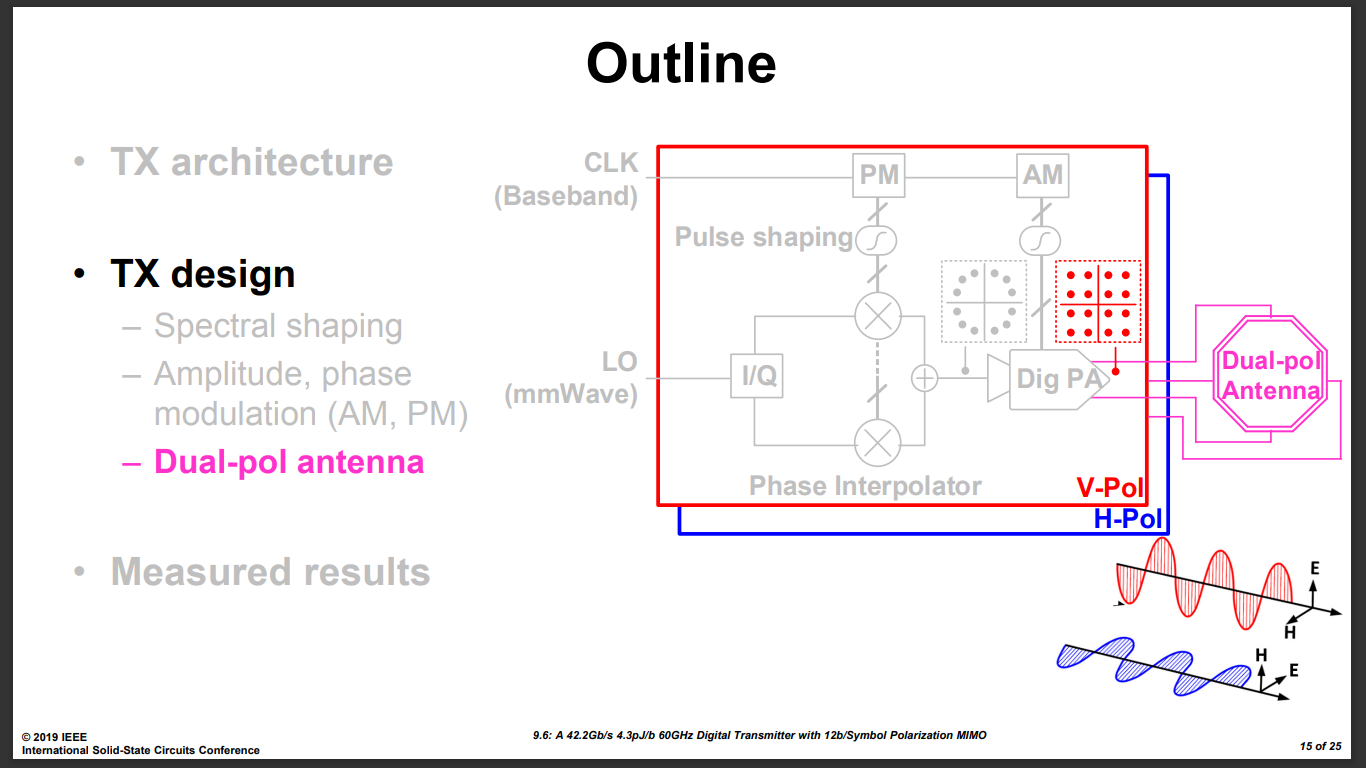 Outline
• TX architecture
• TX design
– Spectral shaping
– Amplitude, phase
modulation (AM, PM)
– Dual-pol antenna
• Measured results
CLK
(Baseband)
PM
AM
Pulse shaping
LO
(mmWave)
I/Q
Dig PA
Dual-pol
Antenna
Phase Interpolator
V-Pol
H-Pol
E
H
H
E
© 2019 IEEE
International Solid-State Circuits Conference
9.6: A 42.2Gb/s 4.3pJ/b 60GHz Digital Transmitter with 12b/Symbol Polarization MIMO
15 of 25